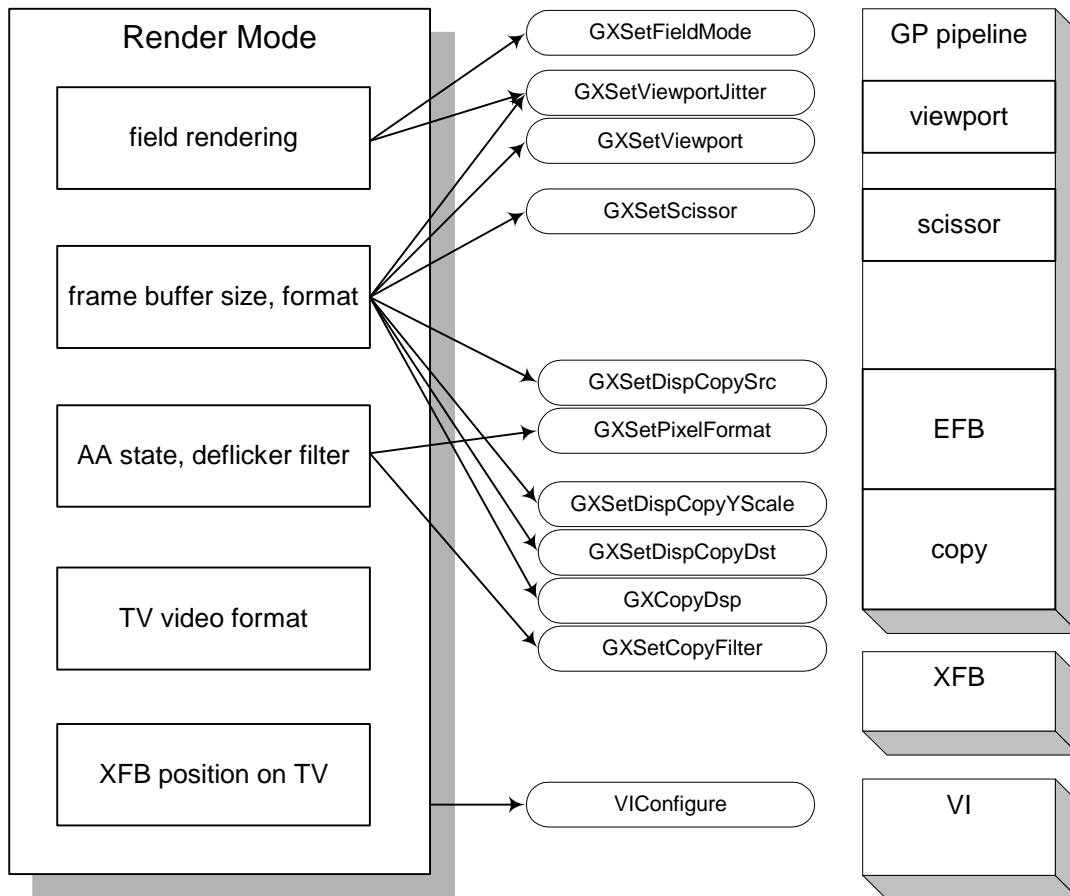 Render Mode
field rendering
frame buffer size, format
AA state, deflicker filter
TV video format
XFB position on TV
GXSetFieldMode
GXSetViewportJitter
GXSetViewport
GXSetScissor
GXSetDispCopySrc
GXSetPixelFormat
GXSetDispCopyYScale
GXSetDispCopyDst
GXCopyDsp
GXSetCopyFilter
VIConfigure
GP pipeline
viewport
scissor
EFB
copy
XFB
VI